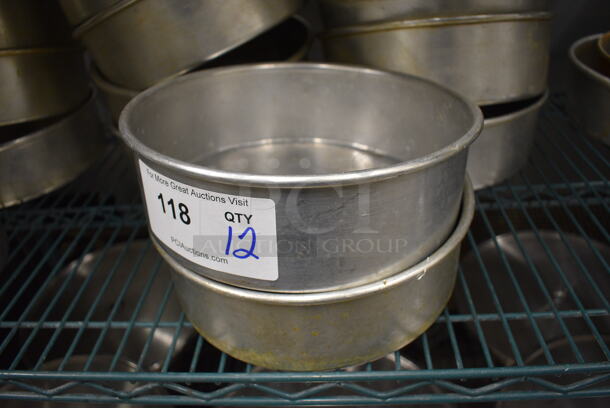 For More Great Auctions Visit
118 QTY
12
PCIAuctions.com
PCI
AUCTION GROUP